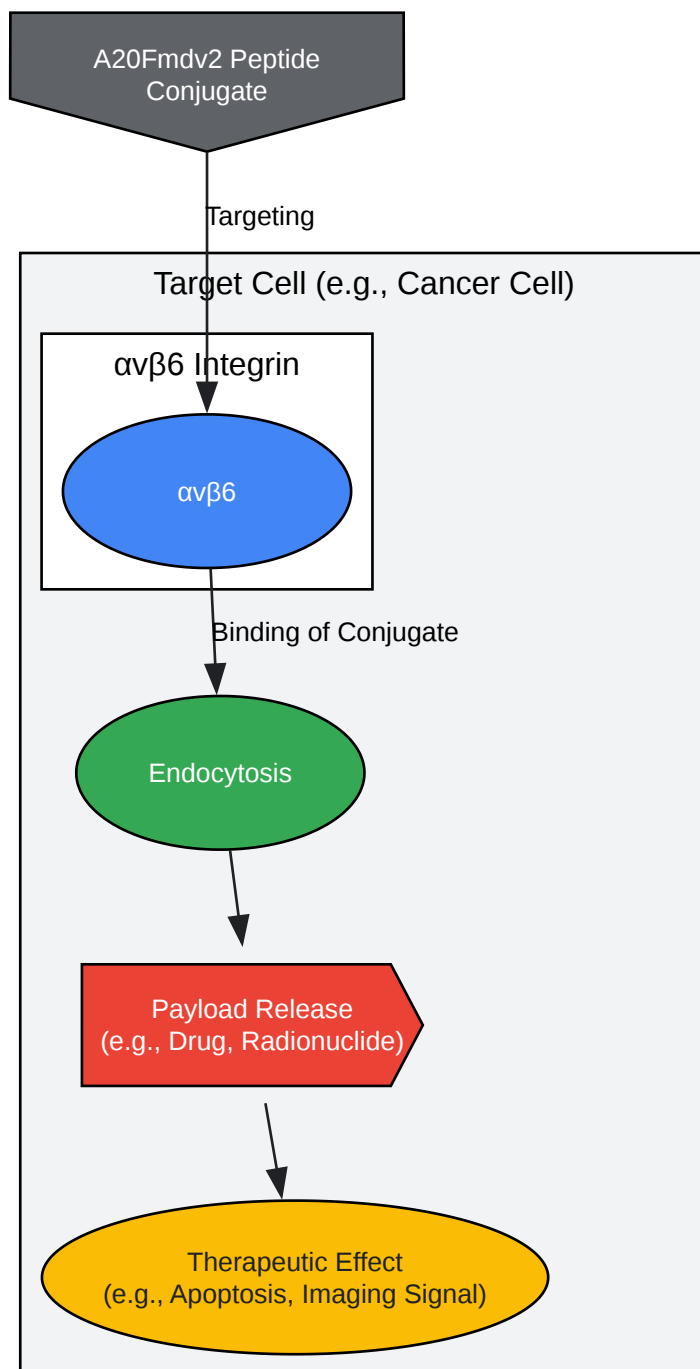 A20Fmdv2 Peptide
Conjugate
Targeting
Target Cell (e.g., Cancer Cell)
αvβ6 Integrin
αvβ6
Binding of Conjugate
Endocytosis
Payload Release
(e.g., Drug, Radionuclide)
Therapeutic Effect
(e.g., Apoptosis, Imaging Signal)